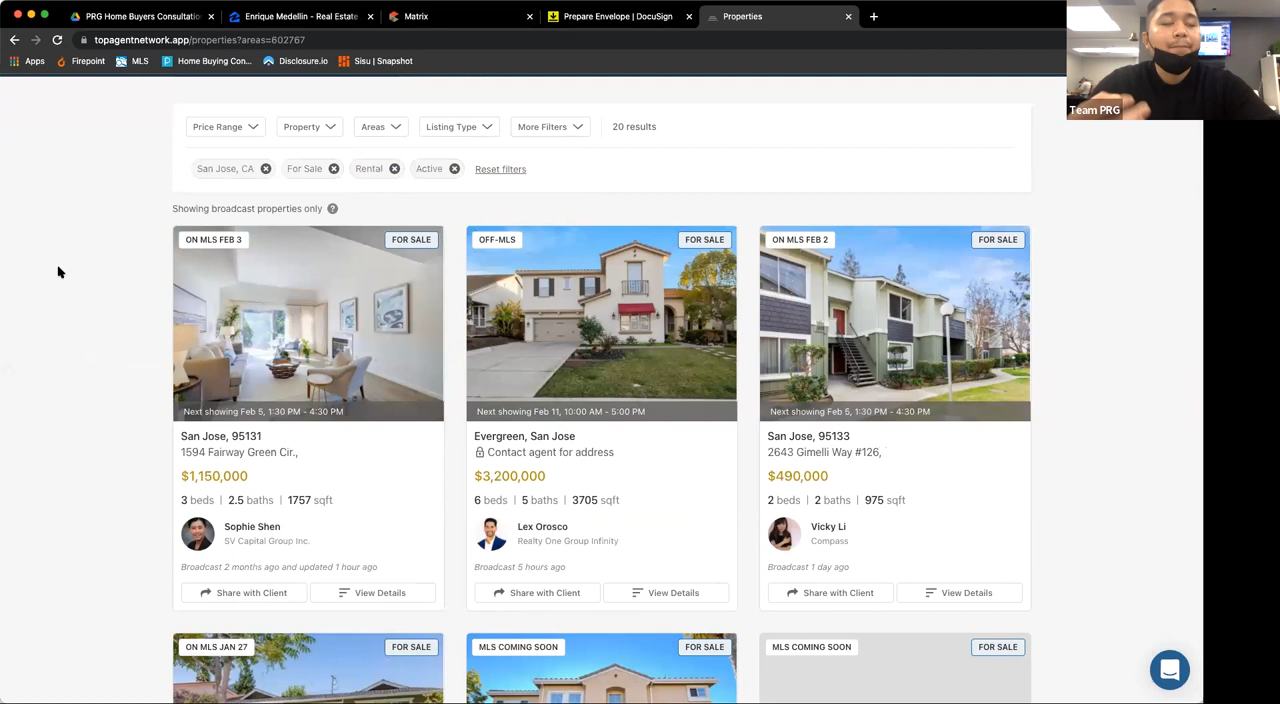 PRG Home Buyers Consultatio
Enrique Medellin - Real Estate
Matrix
Prepare Envelope | DocuSign
Properties
topagentnetwork.app/properties?areas=602767
Apps
Firepoint
MLS
Home Buying Con...
Disclosure.io
Sisu | Snapshot
Team PRG
Price Range
Property
Areas
Listing Type
More Filters
20 results
San Jose, CA
For Sale
Rental
Active
Reset filters
Showing broadcast properties only
ON MLS FEB 3
FOR SALE
Next showing Feb 5, 1:30 PM - 4:30 PM
San Jose, 95131
1594 Fairway Green Cir.,
$1,150,000
3 beds | 2.5 baths | 1757 sqft
Sophie Shen
SV Capital Group Inc.
Broadcast 2 months ago and updated 1 hour ago
Share with Client
View Details
OFF-MLS
FOR SALE
Next showing Feb 11, 10:00 AM - 5:00 PM
Evergreen, San Jose
Contact agent for address
$3,200,000
6 beds | 5 baths | 3705 sqft
Lex Orosco
Realty One Group Infinity
Broadcast 5 hours ago
Share with Client
View Details
ON MLS FEB 2
FOR SALE
Next showing Feb 5, 1:30 PM - 4:30 PM
San Jose, 95133
2643 Gimelli Way #126,
$490,000
2 beds | 2 baths | 975 sqft
Vicky Li
Compass
Broadcast 1 day ago
Share with Client
View Details
ON MLS JAN 27
FOR SALE
MLS COMING SOON
FOR SALE
MLS COMING SOON
FOR SALE